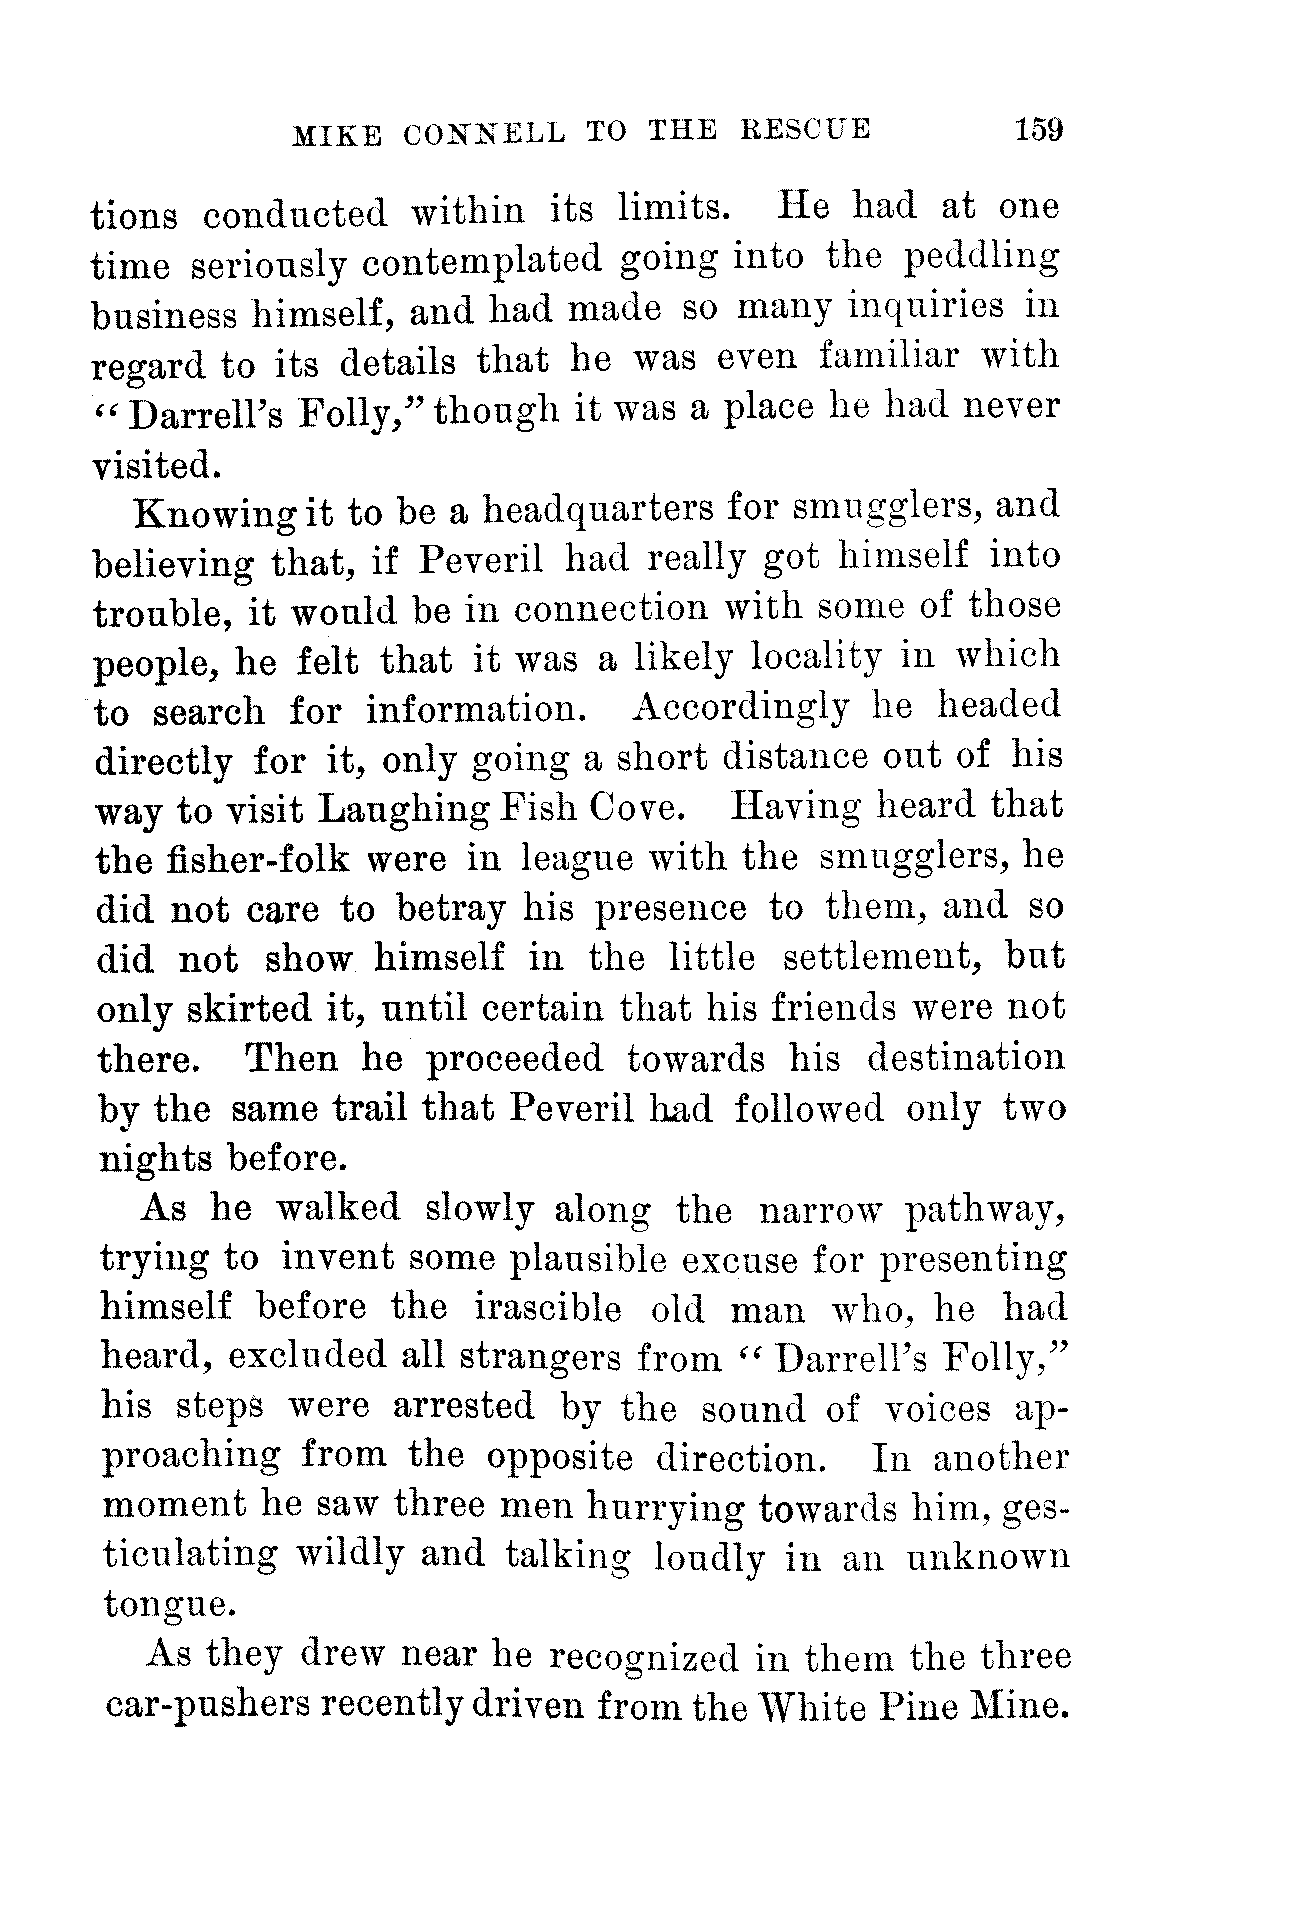 MIKE CONNELL TO THE RESCUE 159
tions conducted within its limits. He had at one
time seriously contemplated going into the peddling
business himself, and had made so many inquiries in
regard to its details that he was even familiar with
“Darrell’s Folly,” though it was a place he had never
visited.
Knowing it to be a headquarters for smugglers, and
believing that, if Peveril had really got himself into
trouble, it would be in connection with some of those
people, he felt that it was a likely locality in which
to search for information. Accordingly he headed
directly for it, only going a short distance out of his
way to visit Laughing Fish Cove. Having heard that
the fisher-folk were in league with the smugglers, he
did not care to betray his presence to them, and so
did not show himself in the little settlement, but
only skirted it, until certain that his friends were not
there. Then he proceeded towards his destination
by the same trail that Peveril had followed only two
nights before.
As he walked slowly along the narrow pathway,
trying to invent some plausible excuse for presenting
himself before the irascible old man who, he had
heard, excluded all strangers from “Darrell’s Folly,”
his steps were arrested by the sound of voices ap-
proaching from the opposite direction. In another
moment he saw three men hurrying towards him, ges-
ticulating wildly and talking loudly in an unknown
tongue.
As they drew near he recognized in them the three
car-pushers recently driven from the White Pine Mine.